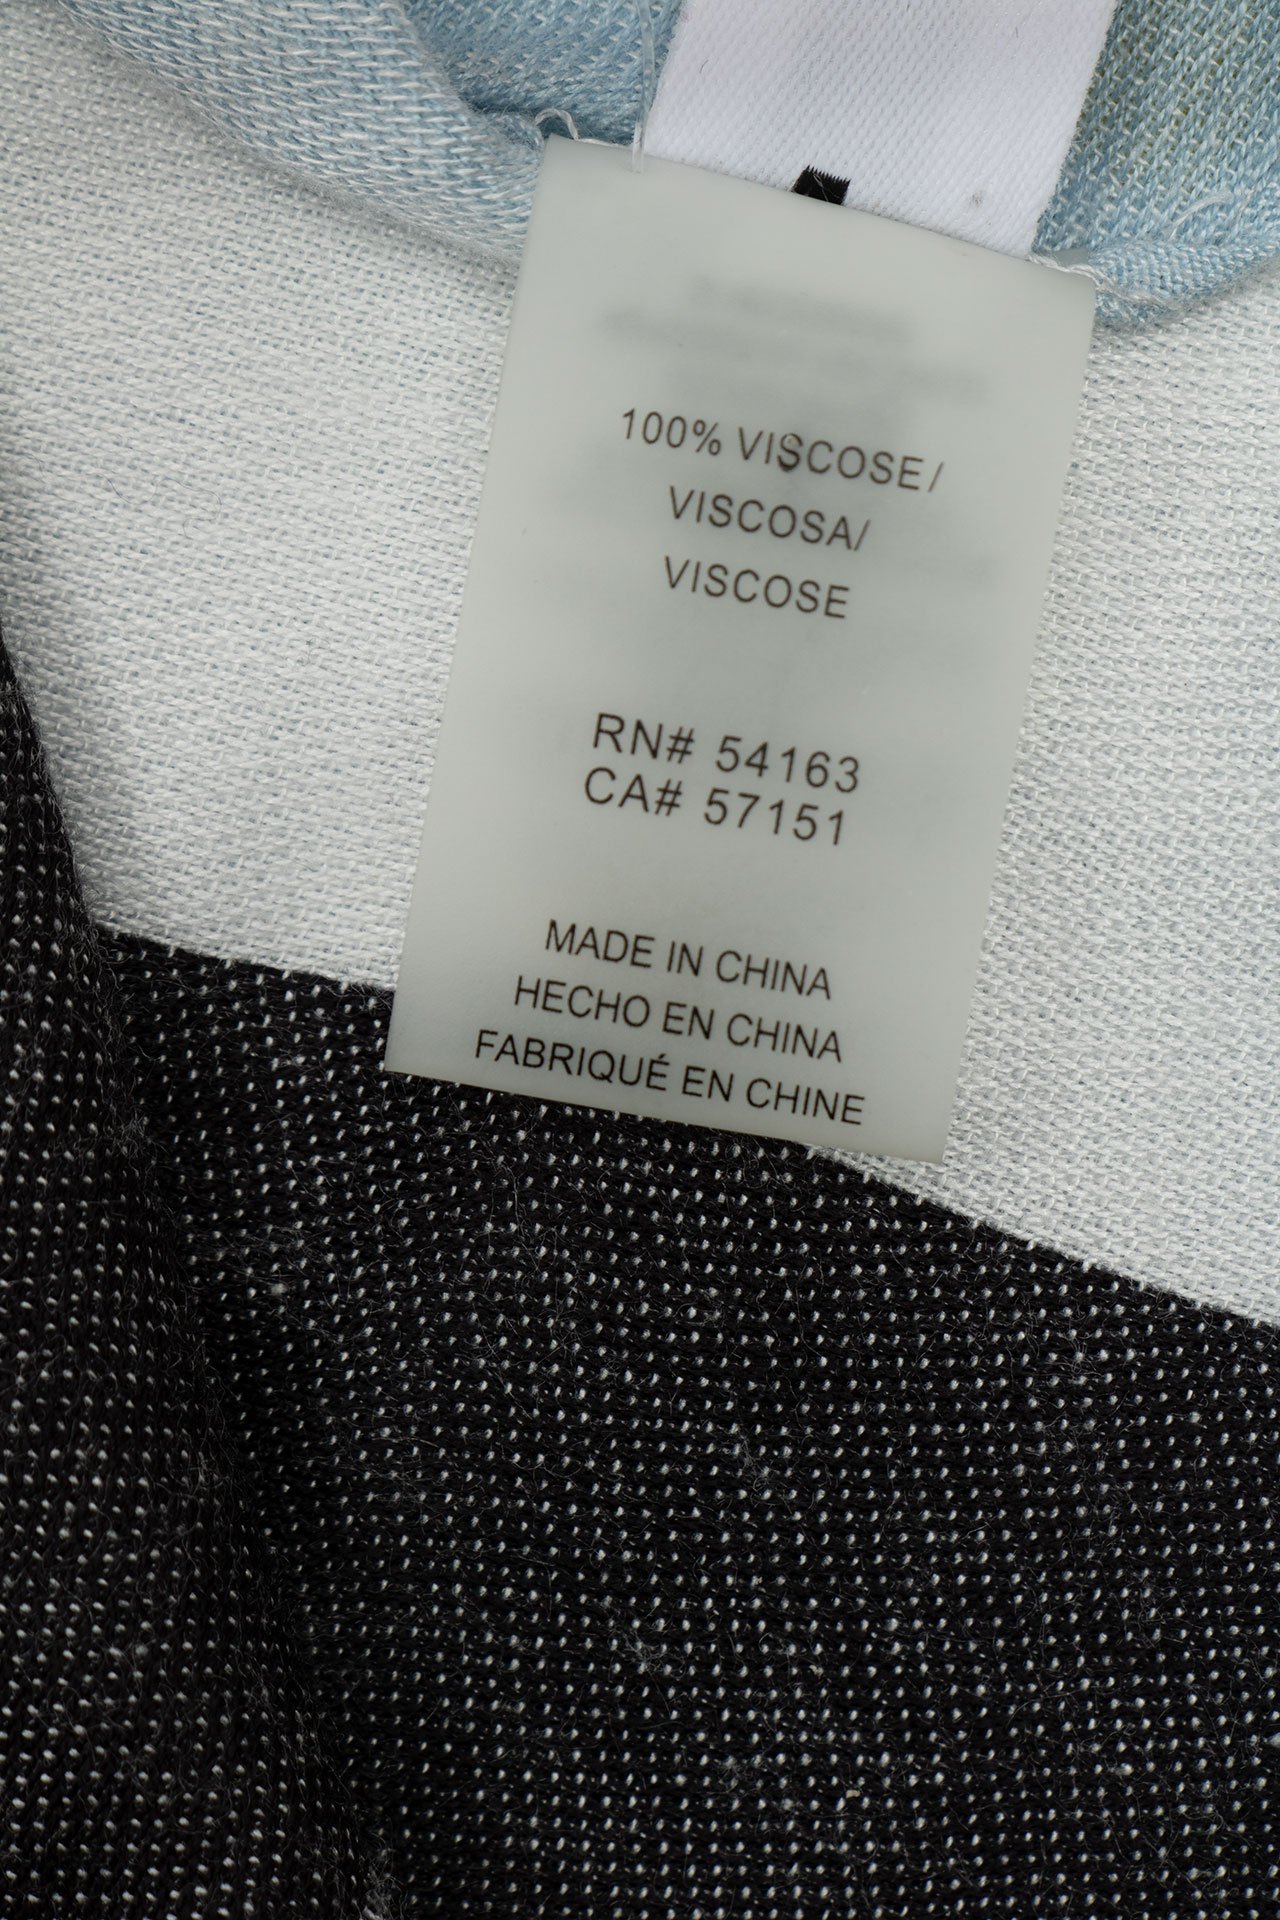 100% VISCOSE/
VISCOSA/
VISCOSE
RN# 54163
CA# 57151
MADE IN CHINA
HECHO EN CHINA
FABRIQUÉ EN CHINE